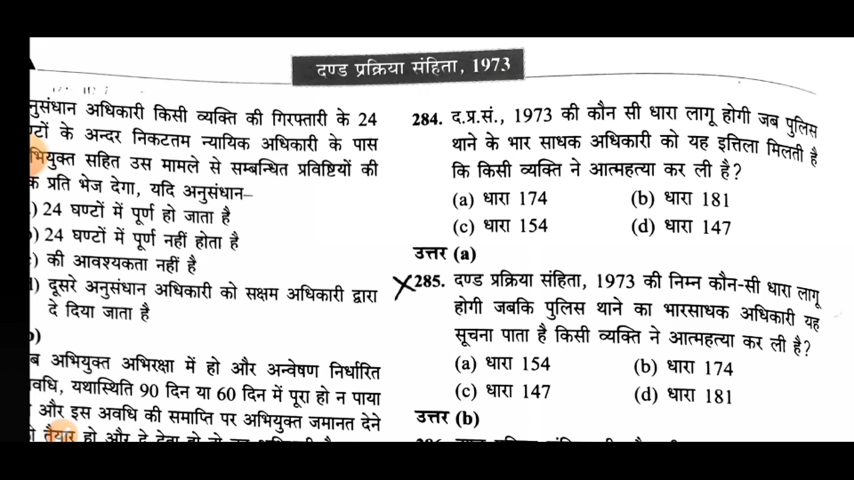 दण्ड प्रक्रिया संहिता, 1973
नुसंधान अधिकारी किसी व्यक्ति की गिरफ्तारी के 24
ण्टों के अन्दर निकटतम न्यायिक अधिकारी के पास
भियुक्त सहित उस मामले से सम्बन्धित प्रविष्टियों की
क प्रति भेज देगा, यदि अनुसंधान–
) 24 घण्टों में पूर्ण हो जाता है
) 24 घण्टों में पूर्ण नहीं होता है
) की आवश्यकता नहीं है
) दूसरे अनुसंधान अधिकारी को सक्षम अधिकारी द्वारा
दे दिया जाता है
)
ब अभियुक्त अभिरक्षा में हो और अन्वेषण निर्धारित
वधि, यथास्थिति 90 दिन या 60 दिन में पूरा हो न पाया
और इस अवधि की समाप्ति पर अभियुक्त जमानत देने
तैयार हो और दे देता हो तो
284. द.प्र.सं., 1973 की कौन सी धारा लागू होगी जब पुलिस
थाने के भार साधक अधिकारी को यह इत्तिला मिलती है
कि किसी व्यक्ति ने आत्महत्या कर ली है?
(a) धारा 174 (b) धारा 181
(c) धारा 154 (d) धारा 147
उत्तर (a)
285. दण्ड प्रक्रिया संहिता, 1973 की निम्न कौन-सी धारा लागू
होगी जबकि पुलिस थाने का भारसाधक अधिकारी यह
सूचना पाता है किसी व्यक्ति ने आत्महत्या कर ली है?
(a) धारा 154 (b) धारा 174
(c) धारा 147 (d) धारा 181
उत्तर (b)